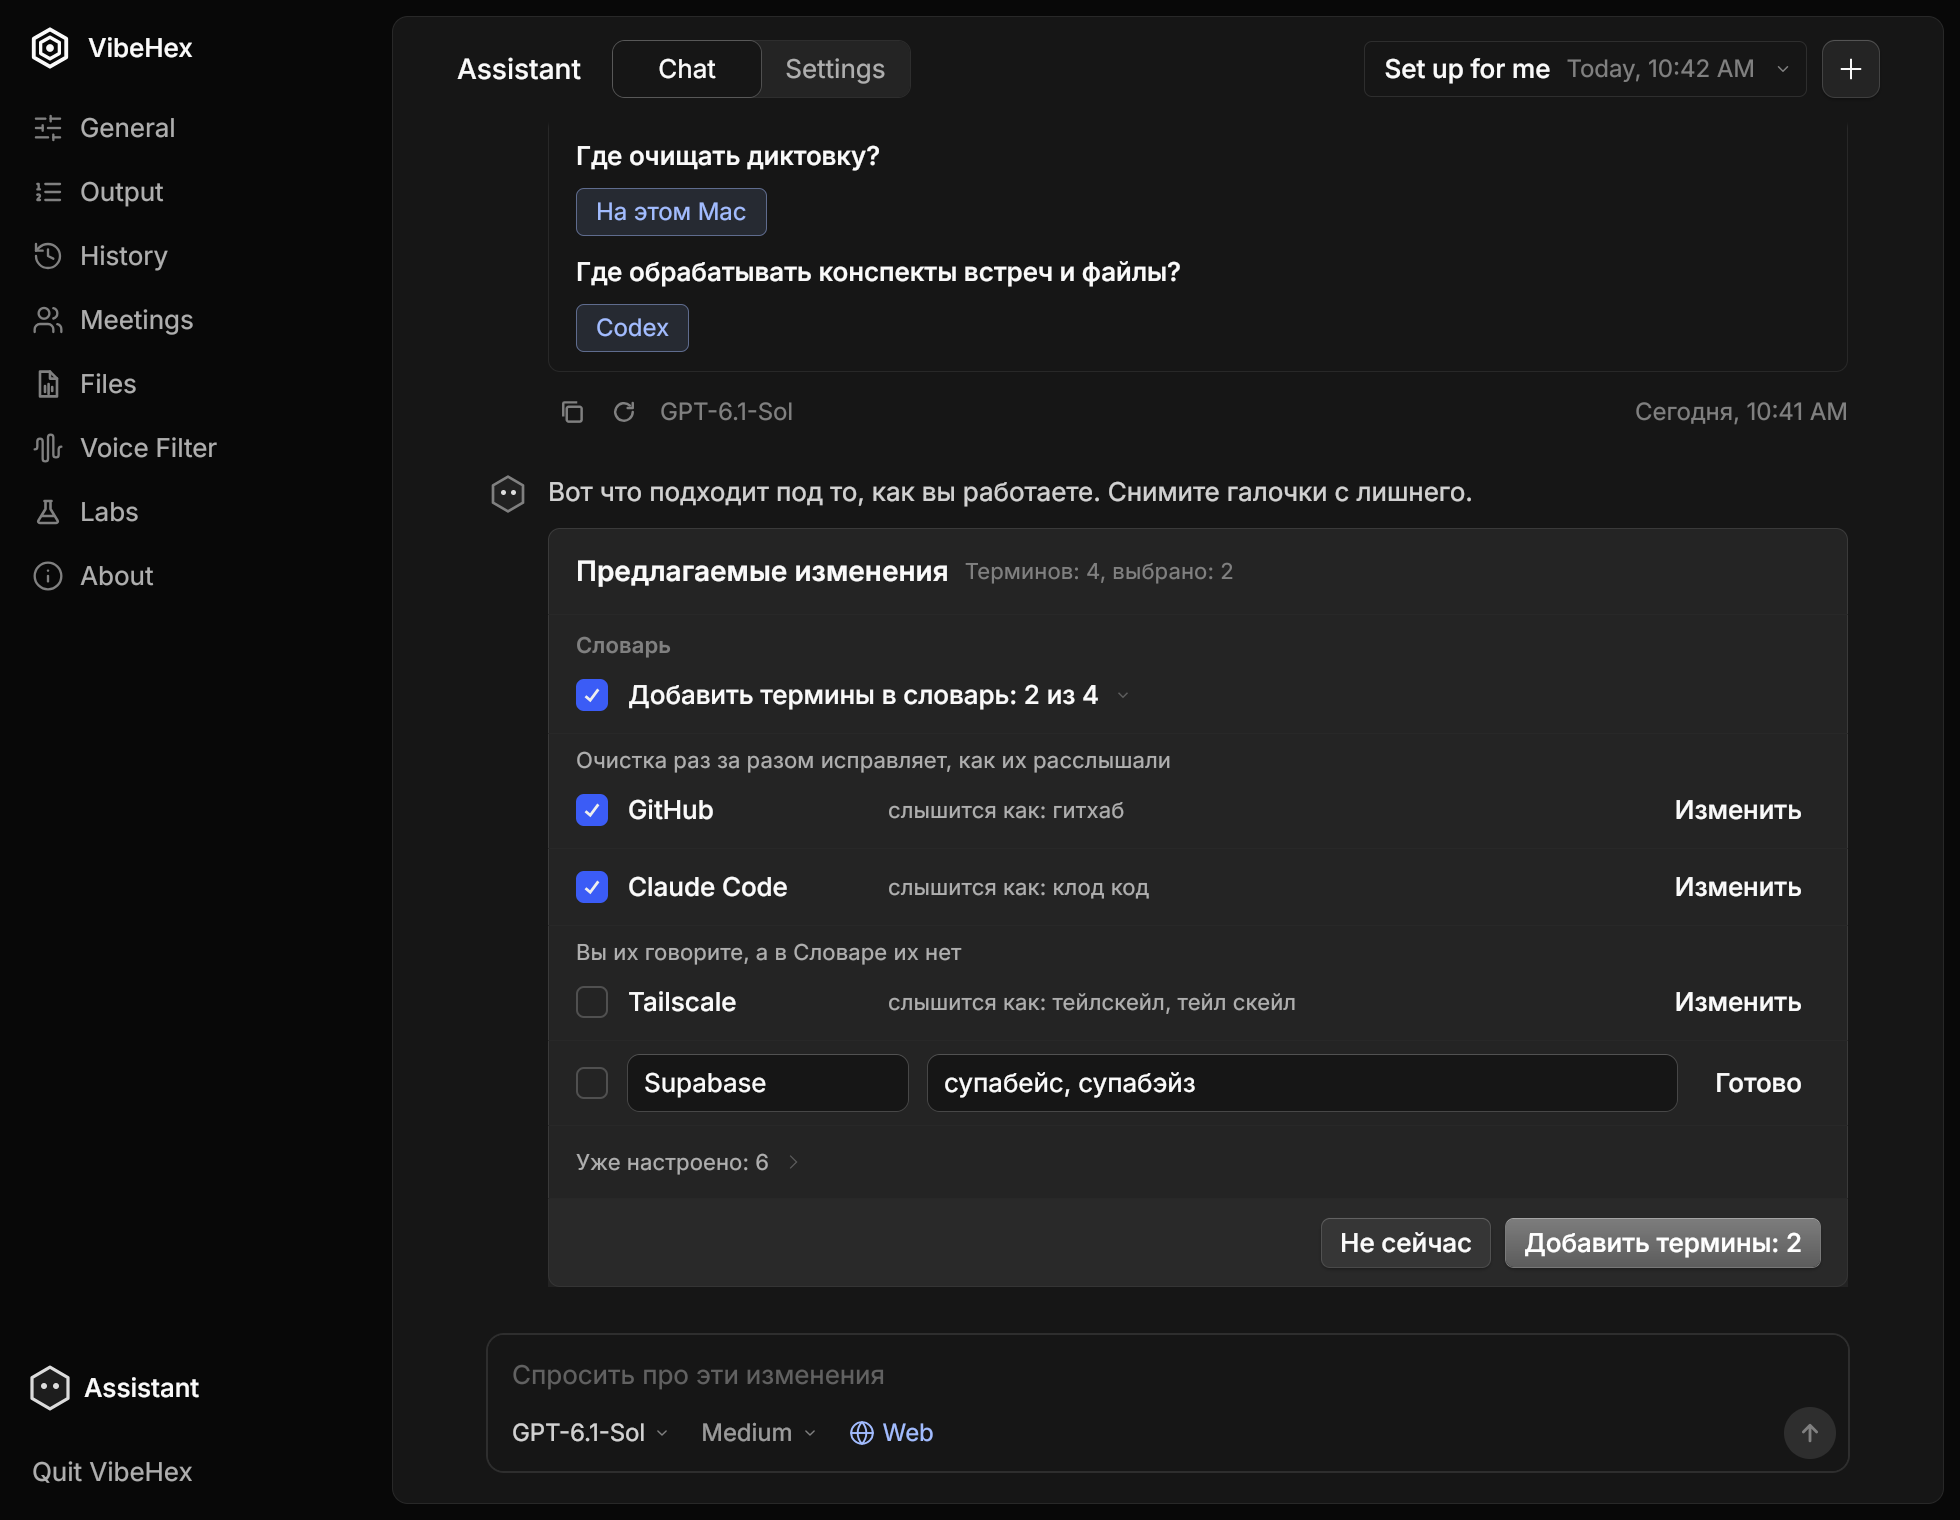 VibeHex
General
Output
History
Meetings
Files
Voice Filter
Labs
About
Assistant
Quit VibeHex
Assistant Chat Settings Set up for me Today, 10:42 AM
Где очищать диктовку?
На этом Mac
Где обрабатывать конспекты встреч и файлы?
Codex
GPT-6.1-Sol Сегодня, 10:41 AM
Вот что подходит под то, как вы работаете. Снимите галочки с лишнего.
Предлагаемые изменения Терминов: 4, выбрано: 2
Словарь
Добавить термины в словарь: 2 из 4
Очистка раз за разом исправляет, как их расслышали
GitHub слышится как: гитхаб Изменить
Claude Code слышится как: клод код Изменить
Вы их говорите, а в Словаре их нет
Tailscale слышится как: тейлскейл, тейл скейл Изменить
Supabase супабейс, супабэйз Готово
Уже настроено: 6
Не сейчас Добавить термины: 2
Спросить про эти изменения
GPT-6.1-Sol Medium Web